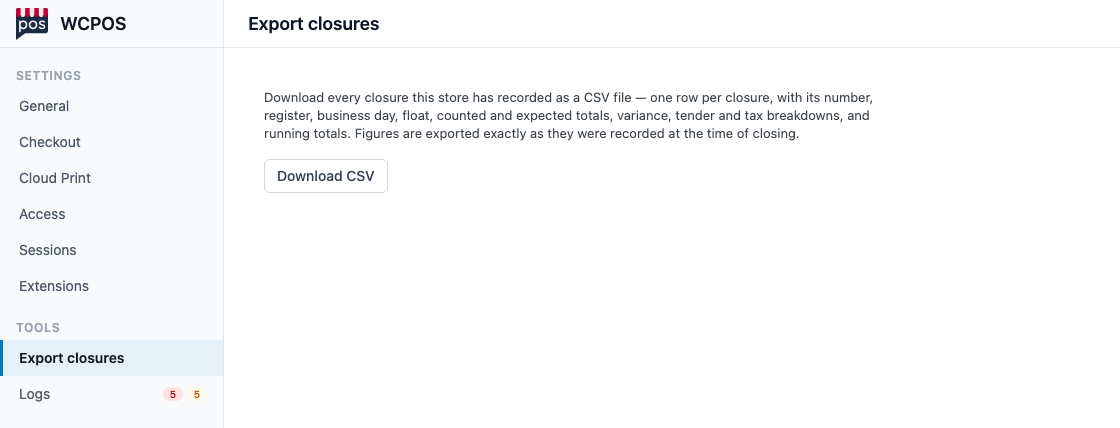 pos
WCPOS
Export closures
SETTINGS
General
Checkout
Cloud Print
Access
Sessions
Extensions
TOOLS
Export closures
Logs 5 5
Download every closure this store has recorded as a CSV file — one row per closure, with its number,
register, business day, float, counted and expected totals, variance, tender and tax breakdowns, and
running totals. Figures are exported exactly as they were recorded at the time of closing.
Download CSV